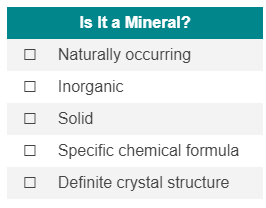 Is It a Mineral?
☐ Naturally occurring
☐ Inorganic
☐ Solid
☐ Specific chemical formula
☐ Definite crystal structure